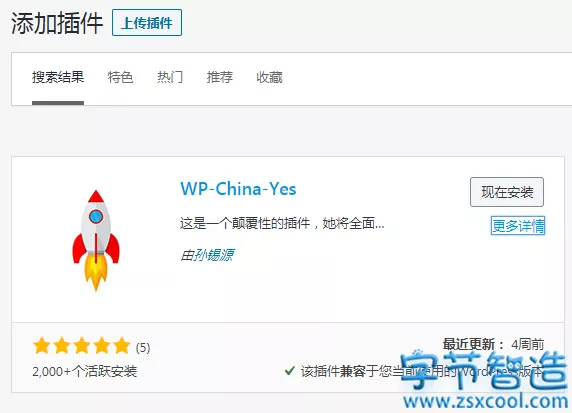 添加插件 上传插件
搜索结果 特色 热门 推荐 收藏
WP-China-Yes
现在安装
这是一个颠覆性的插件，她将全面...
更多详情
由孙锡源
(5)
最近更新： 4周前
2,000+个活跃安装
该插件兼容于您当前使用的WordPress版本
字节智造
www.zsxcool.com